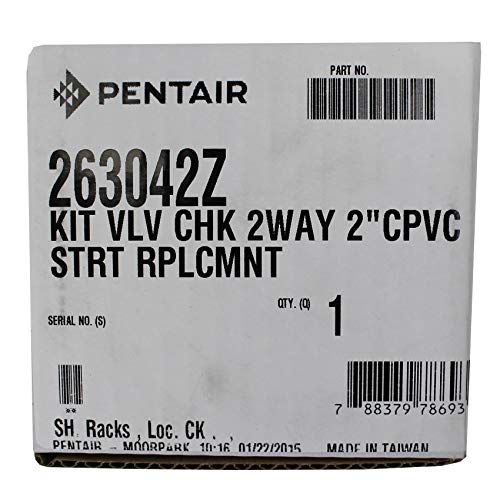 PENTAIR
PART NO.
263042Z
KIT VLV CHK 2WAY 2"CPVC
STRT RPLCMNT
QTY. (Q) 1
SERIAL NO. (S)
7 88379 78693
SH, Racks , Loc. CK . ,
PENTAIR - MOORPARK 10:16 01/22/2015 MADE IN TAIWAN